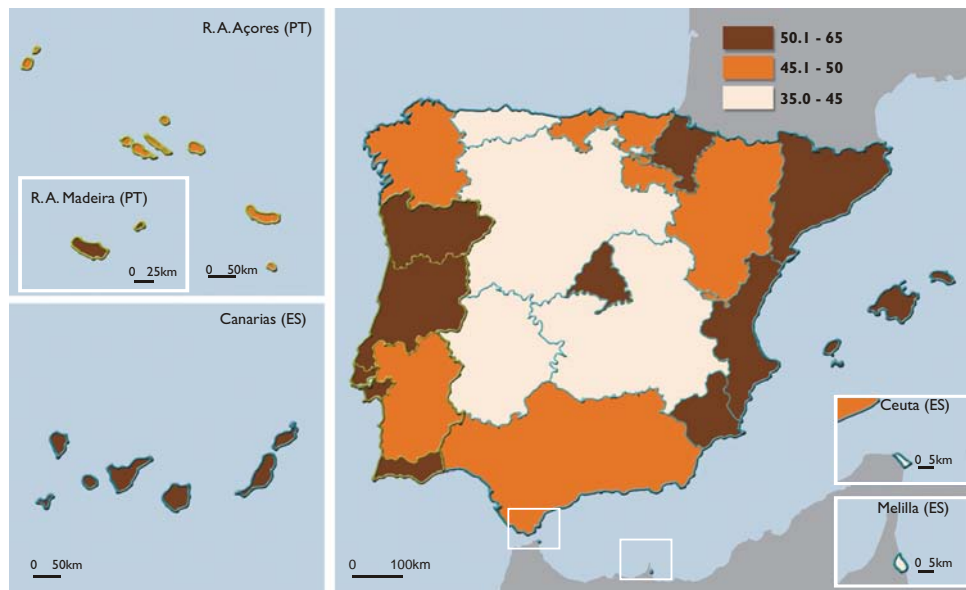 R.A.Açores (PT)
R.A. Madeira (PT)
0 25km
0 50km
Canarias (ES)
0 50km
50.1 - 65
45.1 - 50
35.0 - 45
0 100km
Ceuta (ES)
0 5km
Melilla (ES)
0 5km